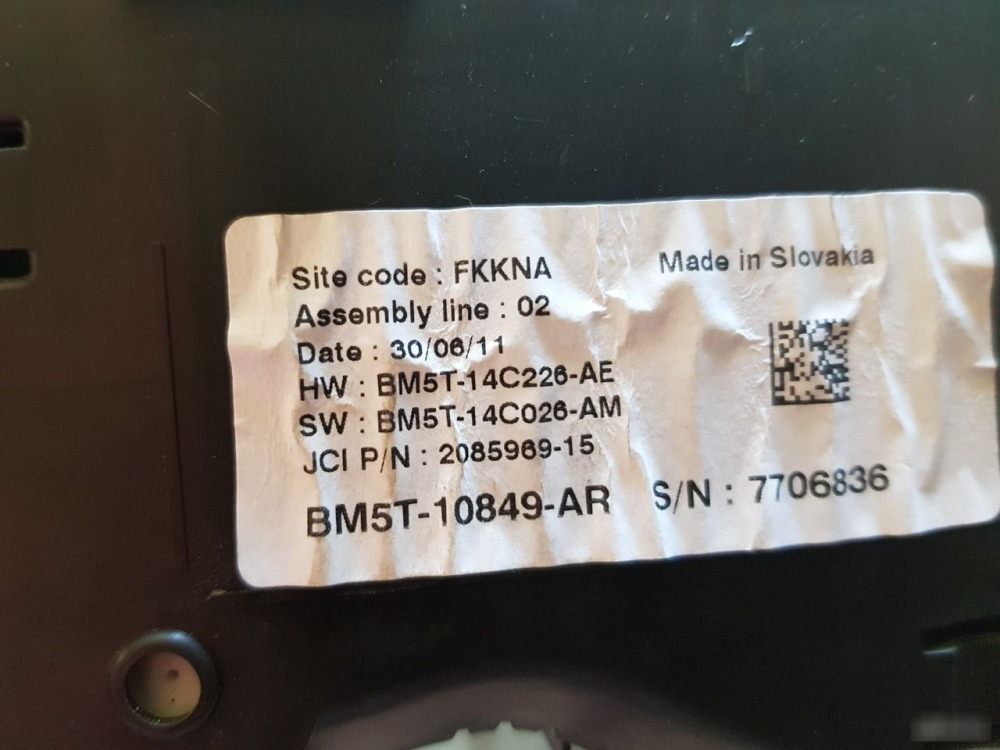 Site code : FKKNA
Made in Slovakia
Assembly line : 02
Date : 30/06/11
HW : BM5T-14C226-AE
SW : BM5T-14C026-AM
JCI P/N : 2085969-15
BM5T-10849-AR
S/N : 7706836